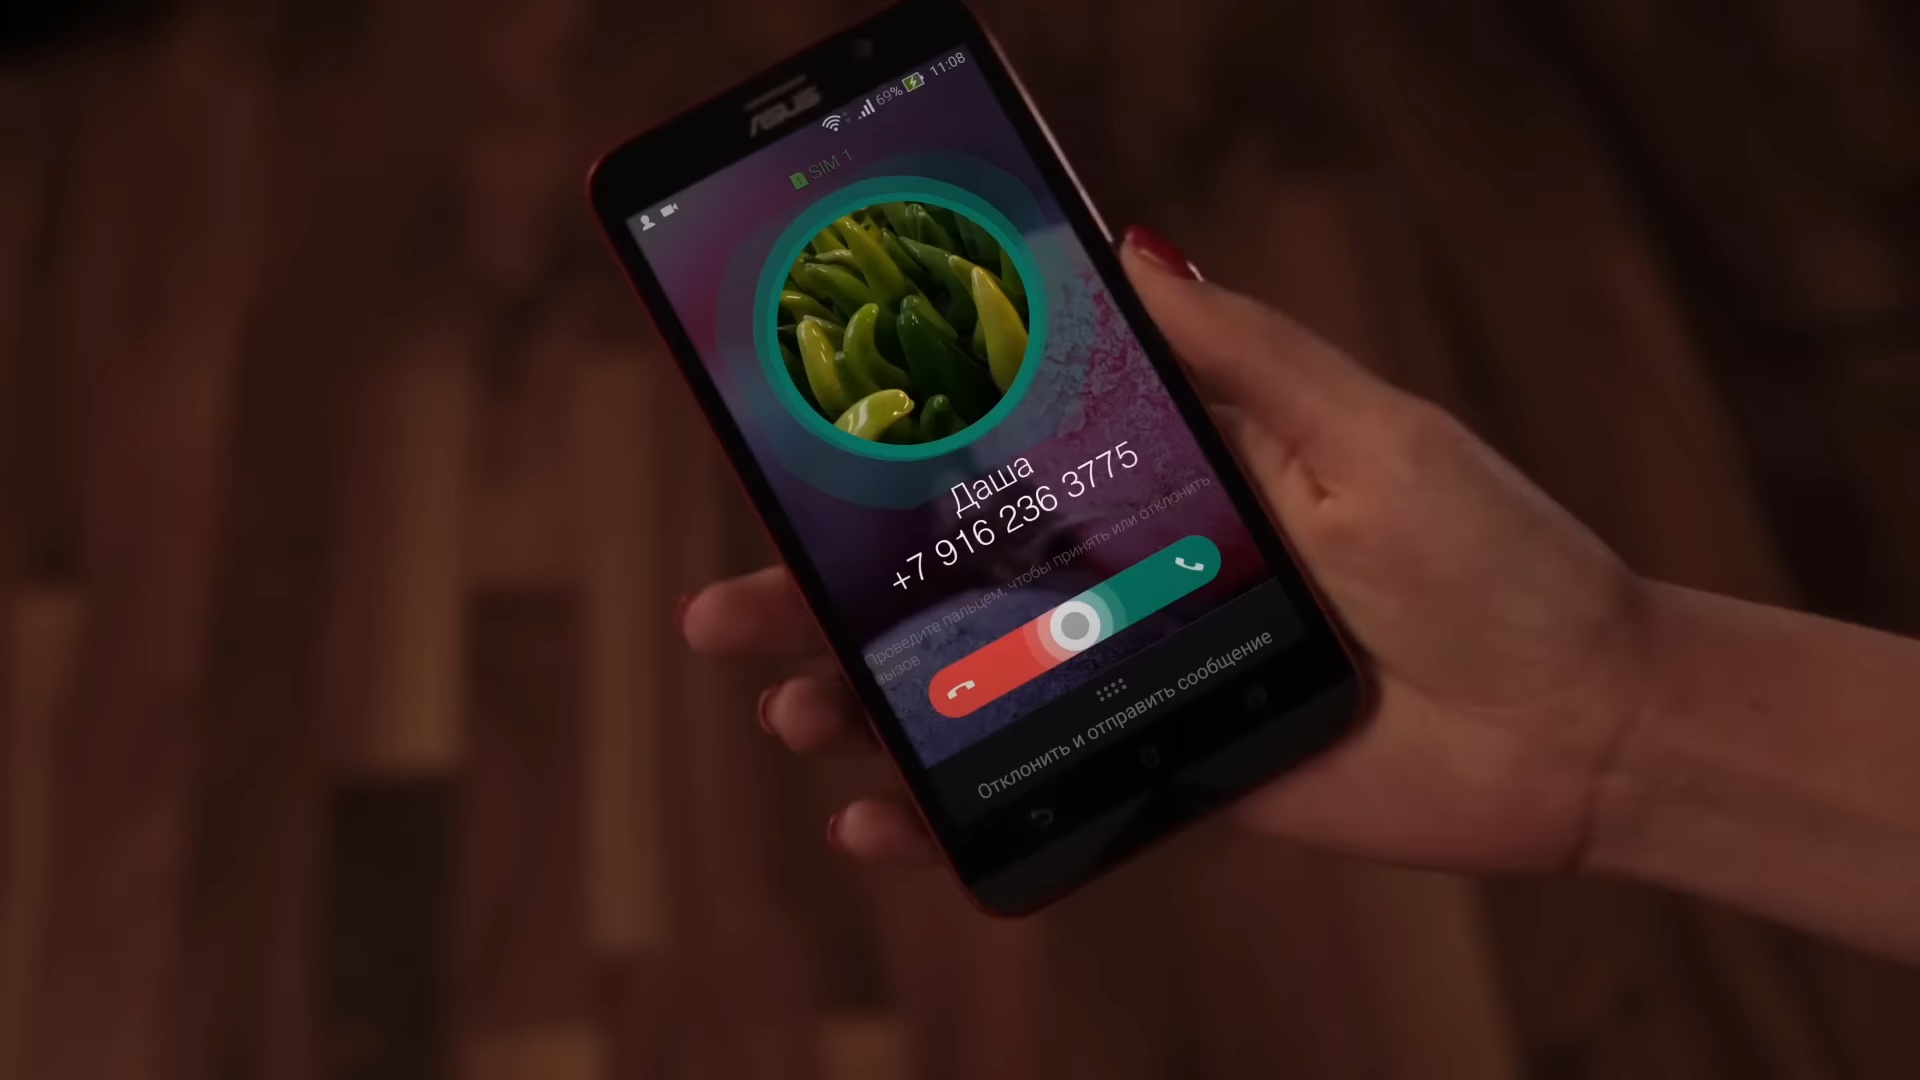 ASUS
69% 11:08
SIM 1
Даша
+7 916 236 3775
Проведите пальцем, чтобы принять или отклонить
вызов
Отклонить и отправить сообщение